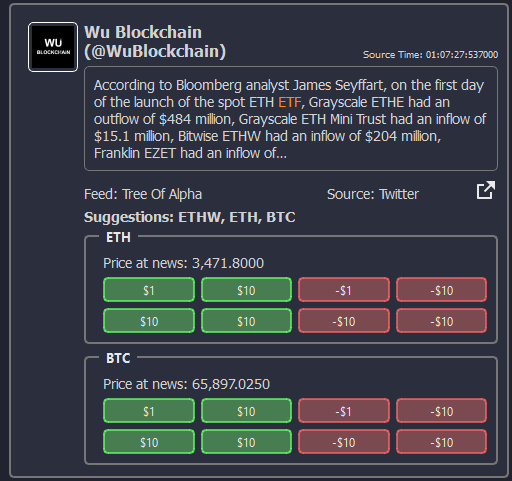 WU
BLOCKCHAIN
Wu Blockchain
(@WuBlockchain)
Source Time: 01:07:27:537000
According to Bloomberg analyst James Seyffart, on the first day
of the launch of the spot ETH ETF, Grayscale ETHE had an
outflow of $484 million, Grayscale ETH Mini Trust had an inflow of
$15.1 million, Bitwise ETHW had an inflow of $204 million,
Franklin EZET had an inflow of...
Feed: Tree Of Alpha Source: Twitter
Suggestions: ETHW, ETH, BTC
ETH
Price at news: 3,471.8000
$1 $10 -$1 -$10
$10 $10 -$10 -$10
BTC
Price at news: 65,897.0250
$1 $10 -$1 -$10
$10 $10 -$10 -$10